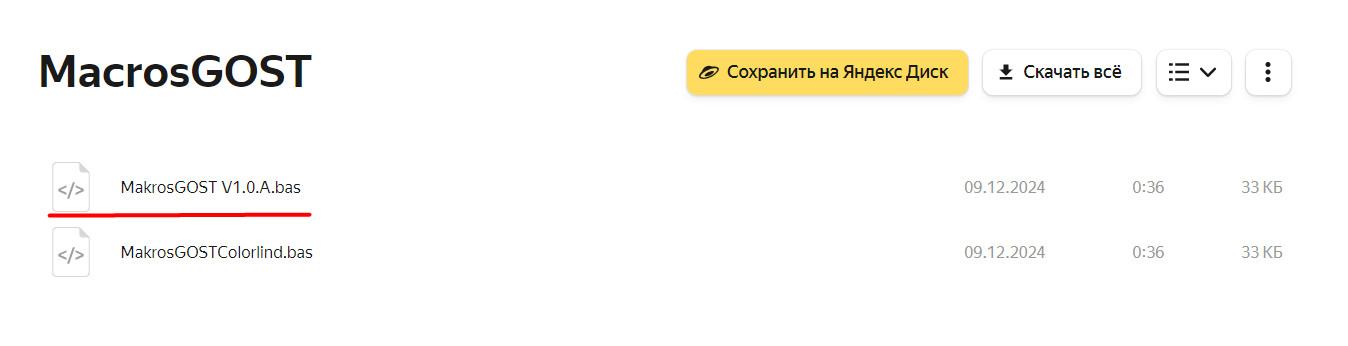 MacrosGOST
Сохранить на Яндекс Диск
Скачать всё
</> MakrosGOST V1.0.A.bas 09.12.2024 0:36 33 КБ
</> MakrosGOSTColorlind.bas 09.12.2024 0:36 33 КБ